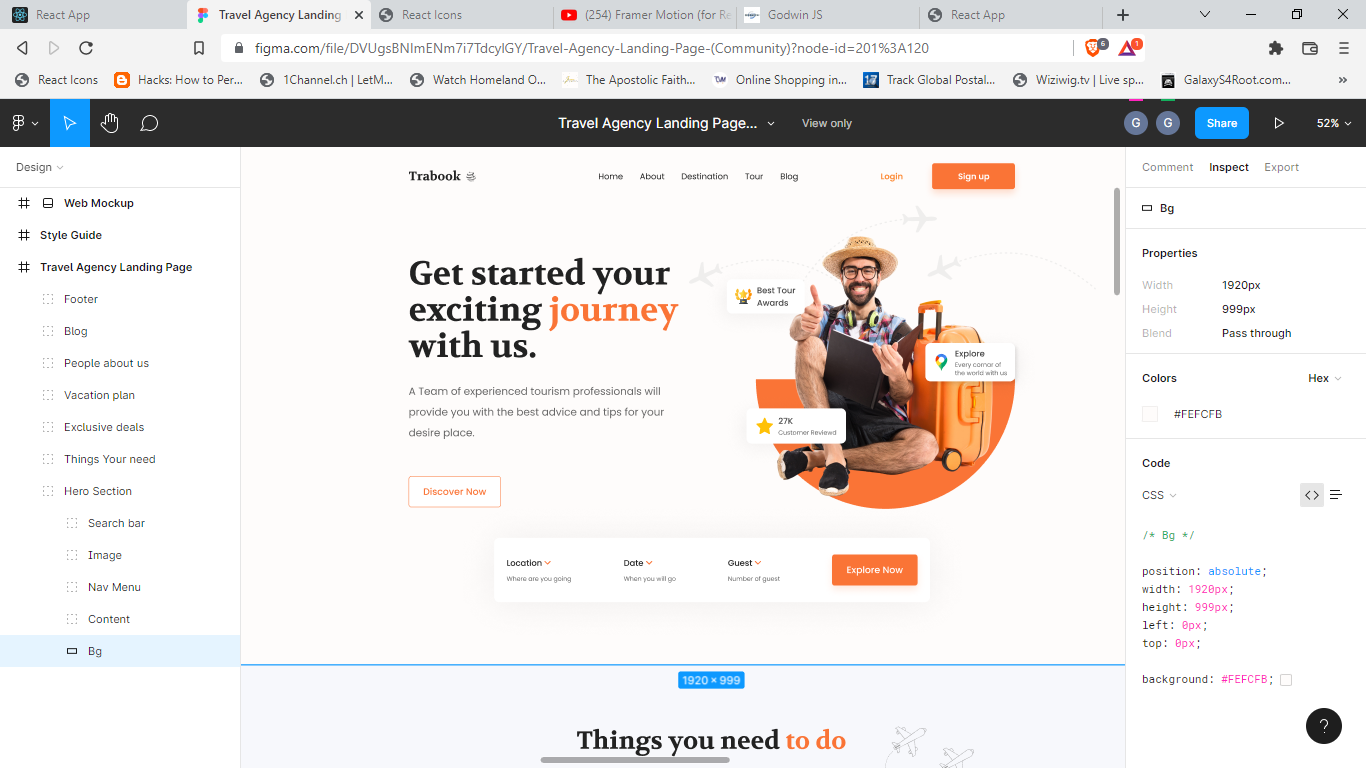 React App
Travel Agency Landing
React Icons
(254) Framer Motion (for Re
Godwin JS
React App
figma.com/file/DVUgsBNlmENm7i7TdcylGY/Travel-Agency-Landing-Page-(Community)?node-id=201%3A120
6
1
React Icons
Hacks: How to Per...
1Channel.ch | LetM...
Watch Homeland O...
The Apostolic Faith...
Online Shopping in...
Track Global Postal...
Wiziwig.tv | Live sp...
GalaxyS4Root.com...
»
Travel Agency Landing Page...
View only
G
G
Share
52%
Design
Web Mockup
Style Guide
Travel Agency Landing Page
Footer
Blog
People about us
Vacation plan
Exclusive deals
Things Your need
Hero Section
Search bar
Image
Nav Menu
Content
Bg
Trabook
Home
About
Destination
Tour
Blog
Login
Sign up
Get started your
exciting journey
with us.
A Team of experienced tourism professionals will
provide you with the best advice and tips for your
desire place.
Discover Now
Best Tour
Awards
Explore
Every corner of
the world with us
27K
Customer Reviewd
Location
Where are you going
Date
When you will go
Guest
Number of guest
Explore Now
1920 × 999
Things you need to do
Comment
Inspect
Export
Bg
Properties
Width 1920px
Height 999px
Blend Pass through
Colors
Hex
#FEFCFB
Code
CSS
/* Bg */
position: absolute;
width: 1920px;
height: 999px;
left: 0px;
top: 0px;
background: #FEFCFB;
?